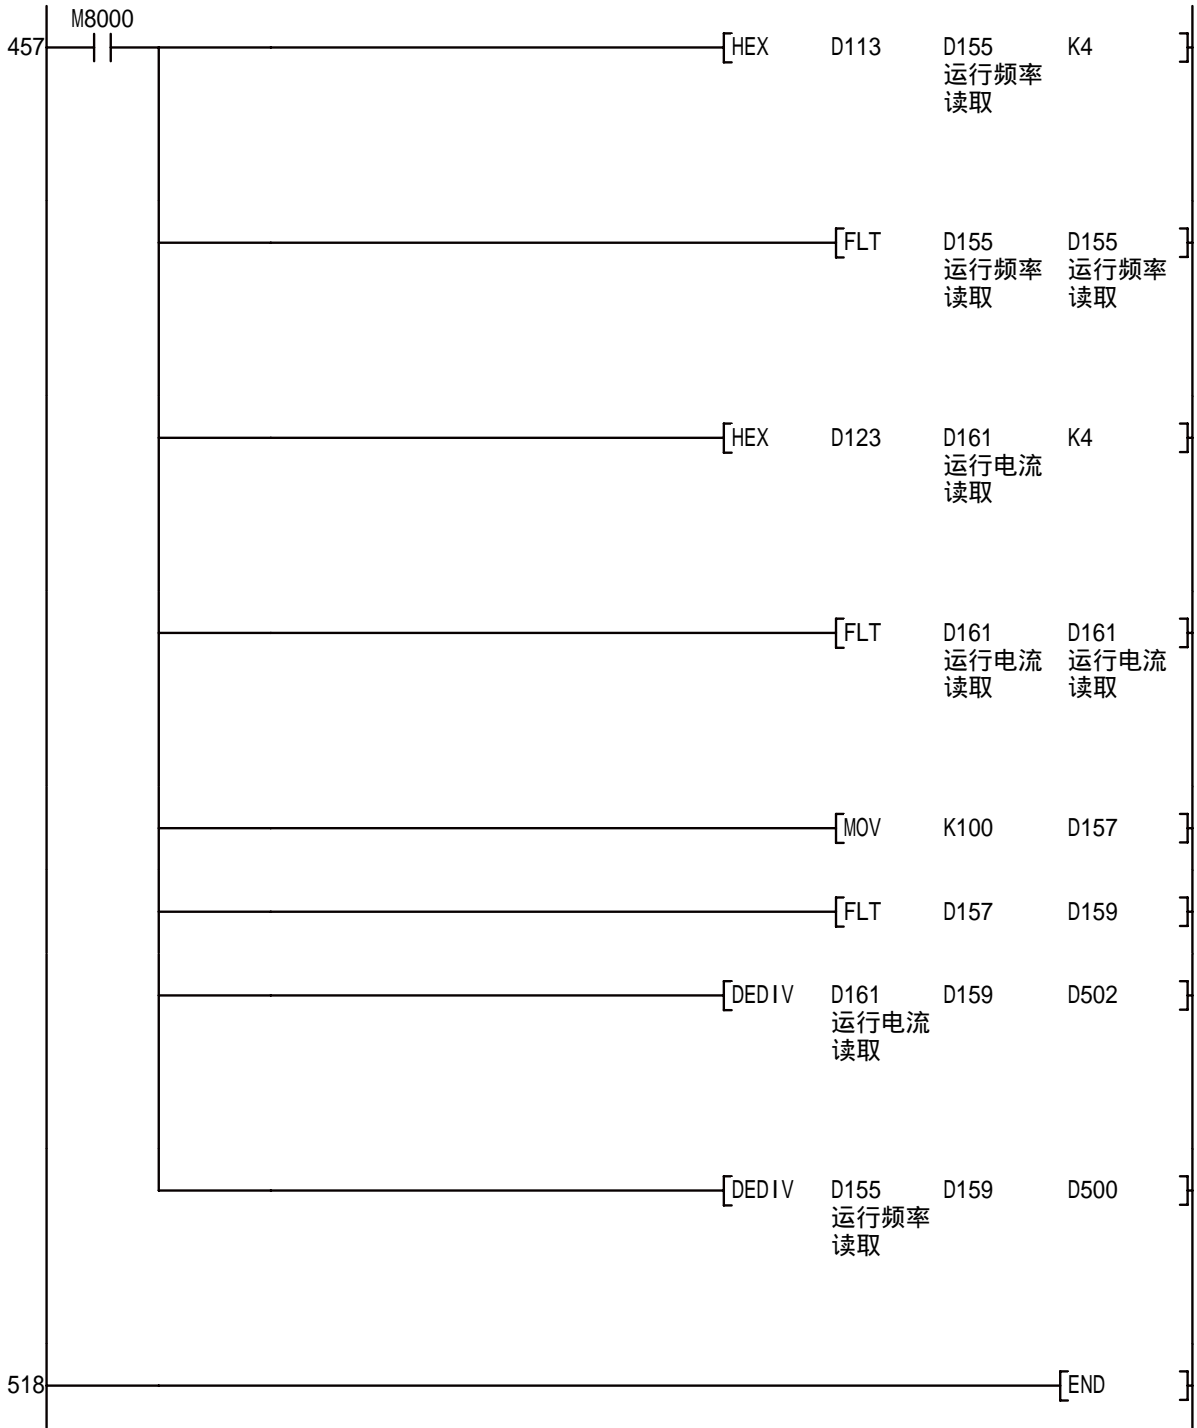 M8000
457 [HEX D113 D155 K4 ]
运行频率
读取
[FLT D155 D155 ]
运行频率 运行频率
读取 读取
[HEX D123 D161 K4 ]
运行电流
读取
[FLT D161 D161 ]
运行电流 运行电流
读取 读取
[MOV K100 D157 ]
[FLT D157 D159 ]
[DEDIV D161 D159 D502 ]
运行电流
读取
[DEDIV D155 D159 D500 ]
运行频率
读取
518 [END ]